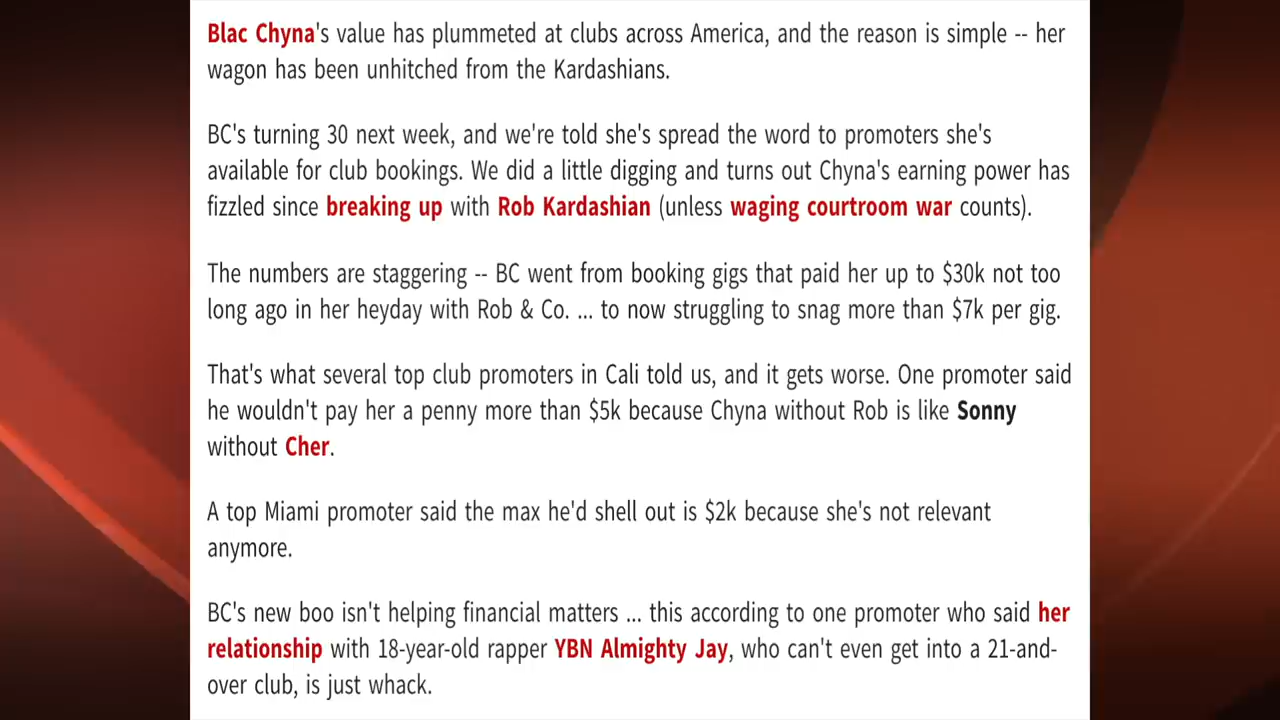 Blac Chyna's value has plummeted at clubs across America, and the reason is simple -- her
wagon has been unhitched from the Kardashians.
BC's turning 30 next week, and we're told she's spread the word to promoters she's
available for club bookings. We did a little digging and turns out Chyna's earning power has
fizzled since breaking up with Rob Kardashian (unless waging courtroom war counts).
The numbers are staggering -- BC went from booking gigs that paid her up to $30k not too
long ago in her heyday with Rob & Co. ... to now struggling to snag more than $7k per gig.
That's what several top club promoters in Cali told us, and it gets worse. One promoter said
he wouldn't pay her a penny more than $5k because Chyna without Rob is like Sonny
without Cher.
A top Miami promoter said the max he'd shell out is $2k because she's not relevant
anymore.
BC's new boo isn't helping financial matters ... this according to one promoter who said her
relationship with 18-year-old rapper YBN Almighty Jay, who can't even get into a 21-and-
over club, is just whack.